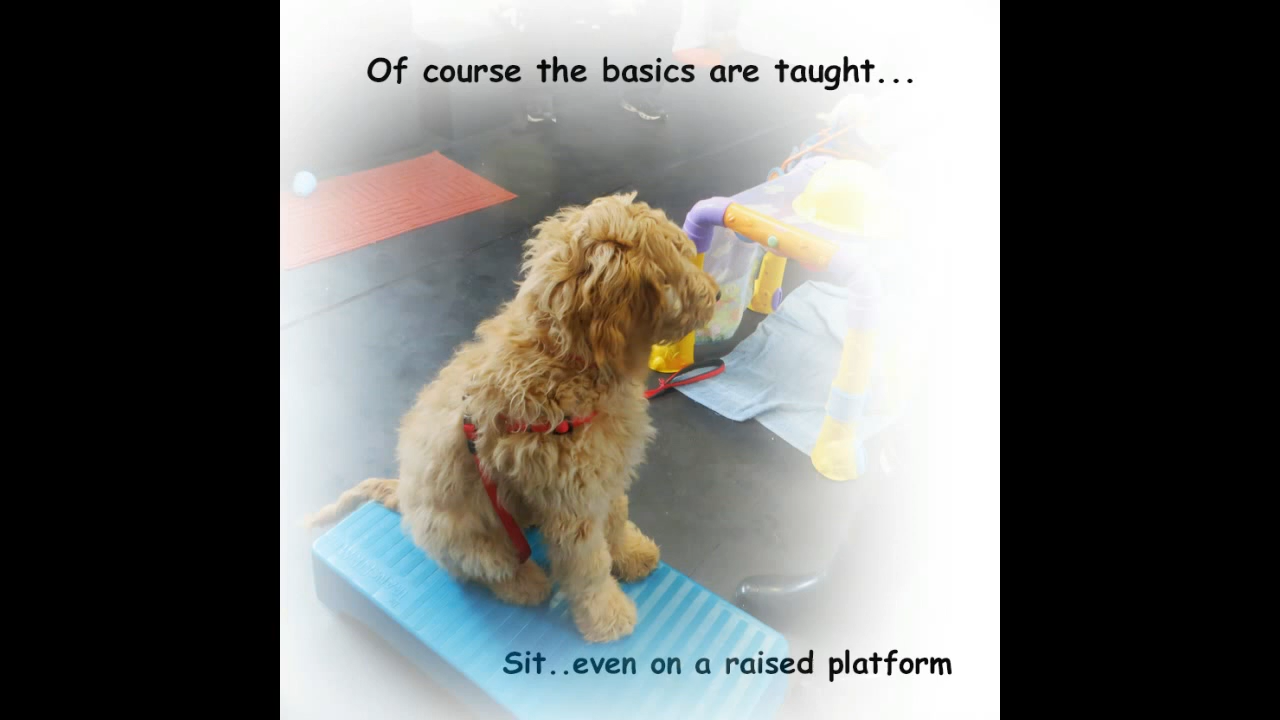 Of course the basics are taught...
Sit..even on a raised platform